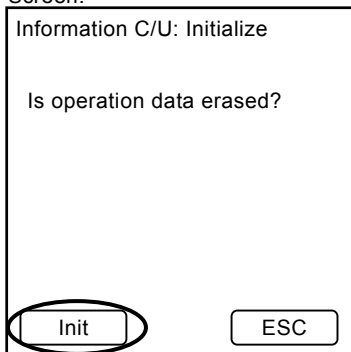 Screen:
Information C/U: Initialize
Is operation data erased?
Init ESC